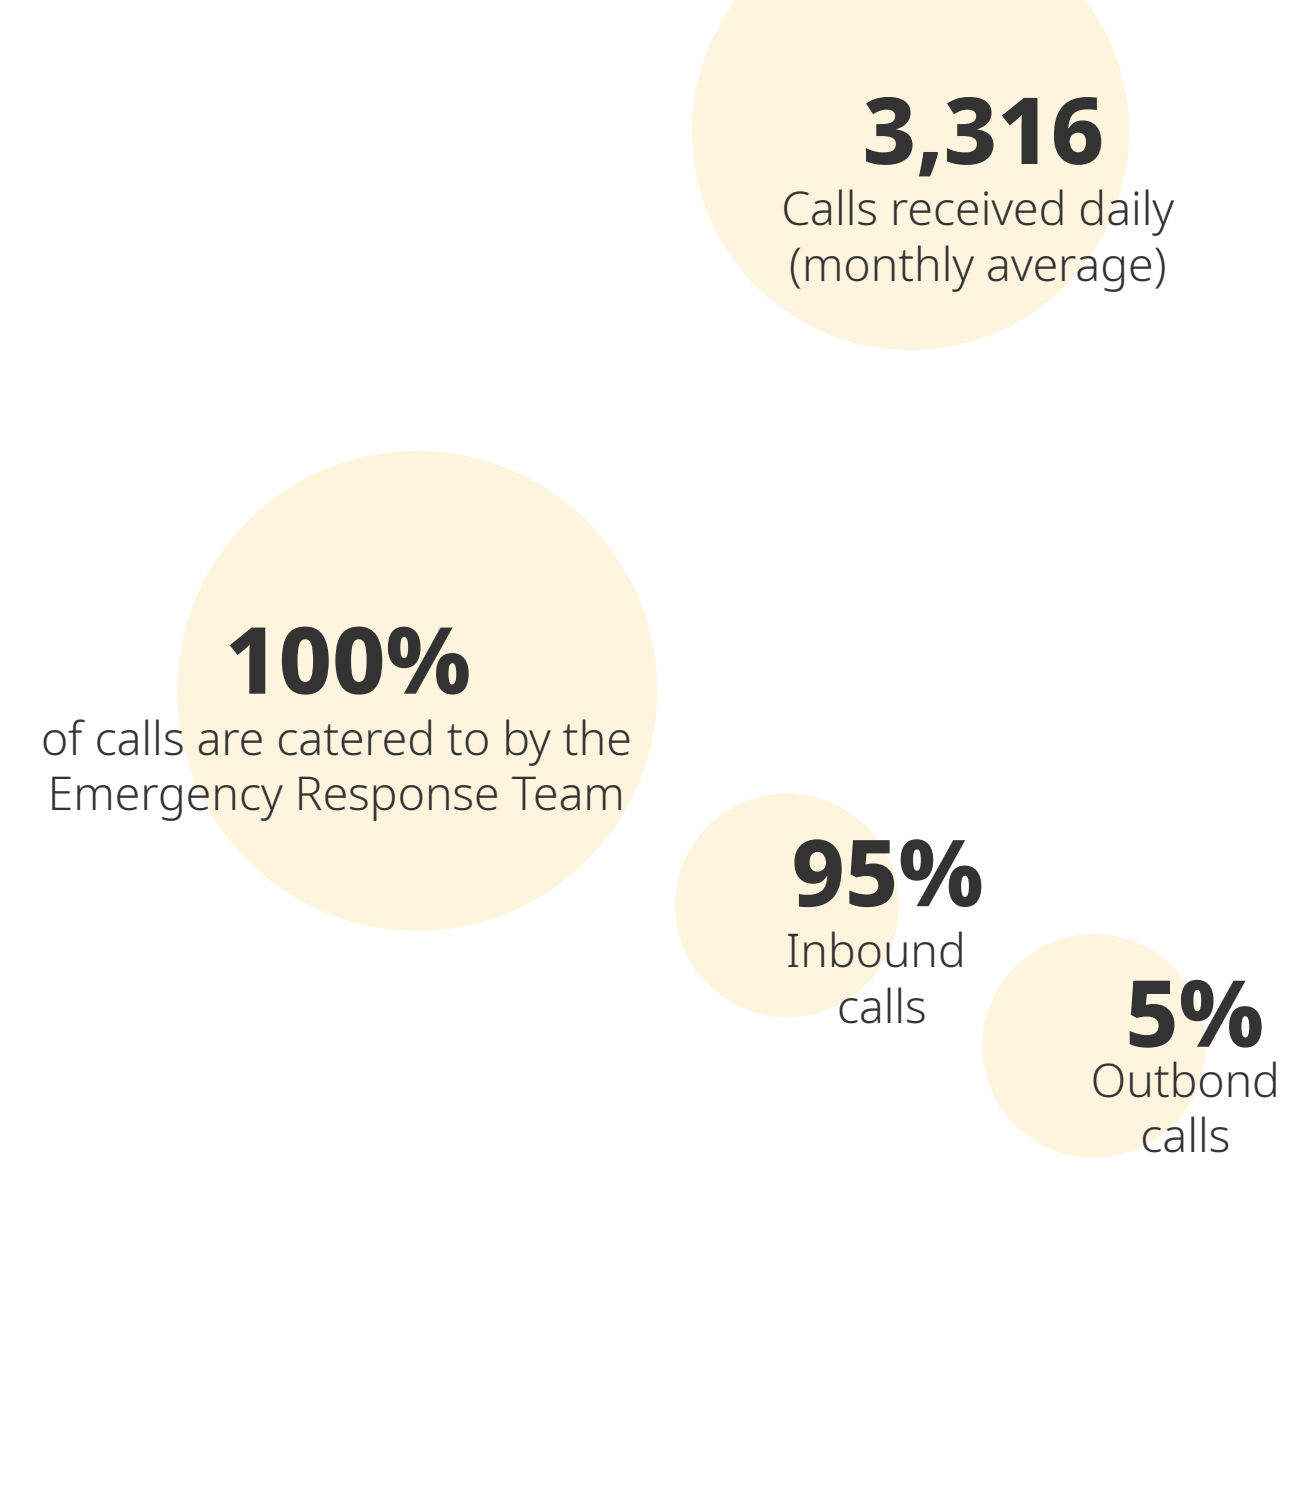 3,316
Calls received daily
(monthly average)
100%
of calls are catered to by the
Emergency Response Team
95%
Inbound
calls
5%
Outbond
calls